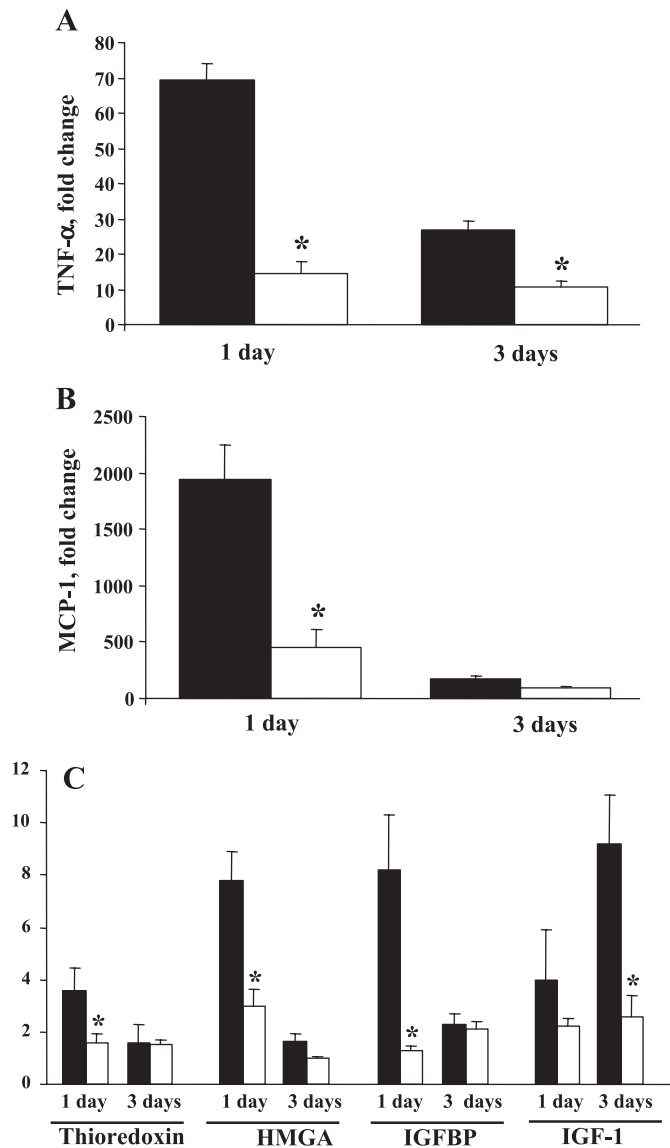 A
TNF-α, fold change
80
70
60
50
40
30
20
10
0
*
*
1 day
3 days
B
MCP-1, fold change
2500
2000
1500
1000
500
0
*
1 day
3 days
C
12
10
8
6
4
2
0
*
*
*
*
1 day 3 days 1 day 3 days 1 day 3 days 1 day 3 days
Thioredoxin HMGA IGFBP IGF-1